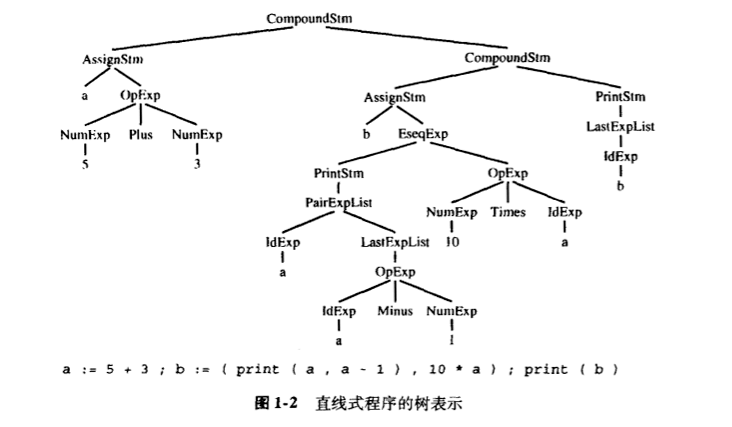 CompoundStm
AssignStm CompoundStm
a OpExp AssignStm PrintStm
NumExp Plus NumExp b EseqExp LastExpList
5 3 PrintStm OpExp IdExp
PairExpList NumExp Times IdExp b
IdExp LastExpList 10 a
a OpExp
IdExp Minus NumExp
a 1
a := 5 + 3 ; b := ( print ( a , a - 1 ) , 10 * a ) ; print ( b )
图1-2 直线式程序的树表示